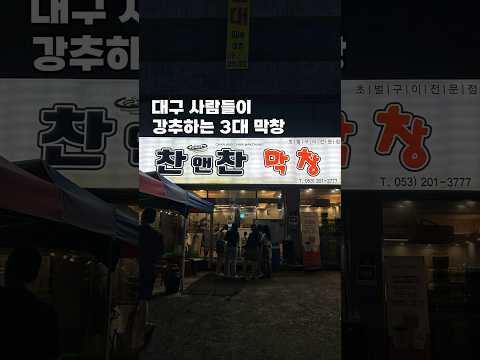 대구 사람들이
강추하는 3대 막창
초벌구이전문점
찬앤찬 막창
T. 053) 201-3777